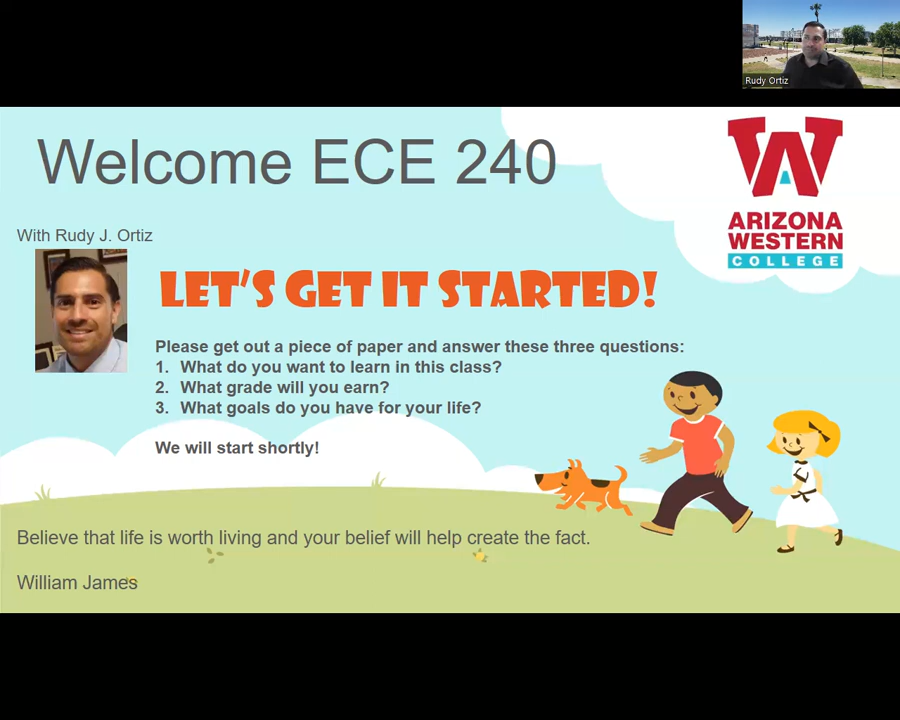 Rudy Ortiz
Welcome ECE 240
ARIZONA
WESTERN
COLLEGE
With Rudy J. Ortiz
LET'S GET IT STARTED!
Please get out a piece of paper and answer these three questions:
1. What do you want to learn in this class?
2. What grade will you earn?
3. What goals do you have for your life?
We will start shortly!
Believe that life is worth living and your belief will help create the fact.
William James